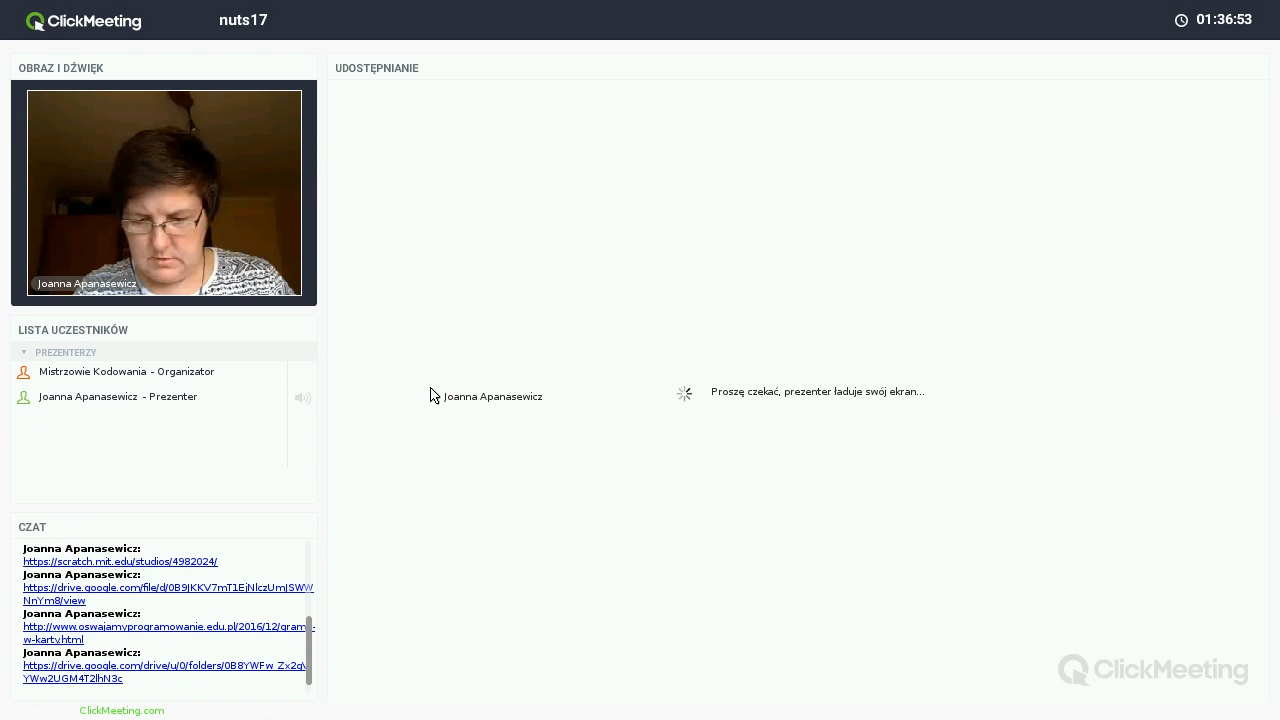 ClickMeeting
nuts17
01:36:53
OBRAZ I DŹWIĘK
UDOSTĘPNIANIE
Joanna Apanasewicz
LISTA UCZESTNIKÓW
PREZENTERZY
Mistrzowie Kodowania - Organizator
Joanna Apanasewicz - Prezenter
Joanna Apanasewicz
Proszę czekać, prezenter ładuje swój ekran...
CZAT
Joanna Apanasewicz:
https://scratch.mit.edu/studios/4982024/
Joanna Apanasewicz:
https://drive.google.com/file/d/0B9JKKV7mT1EjNlczUmJSWW
NnYm8/view
Joanna Apanasewicz:
http://www.oswajamyprogramowanie.edu.pl/2016/12/gramy-
w-karty.html
Joanna Apanasewicz:
https://drive.google.com/drive/u/0/folders/0B8YWFw_Zx2qV
YWw2UGM4T2lhN3c
ClickMeeting
ClickMeeting.com